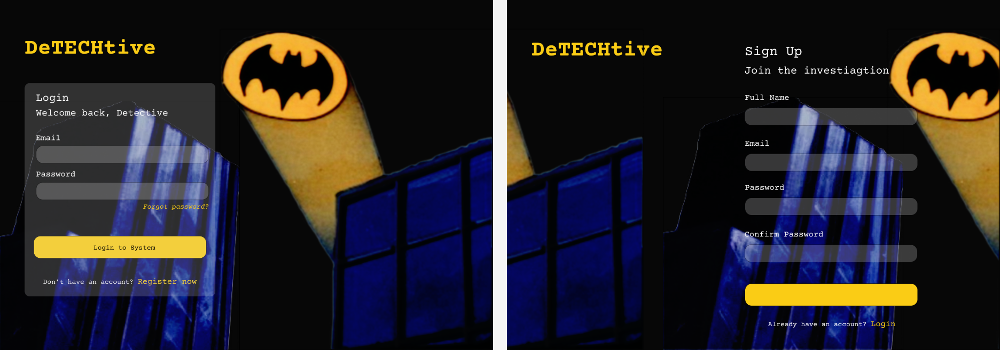 DeTECHtive
Login
Welcome back, Detective
Email
Password
Forgot password?
Login to System
Don’t have an account? Register now
DeTECHtive
Sign Up
Join the investiagtion
Full Name
Email
Password
Confirm Password
Already have an account? Login